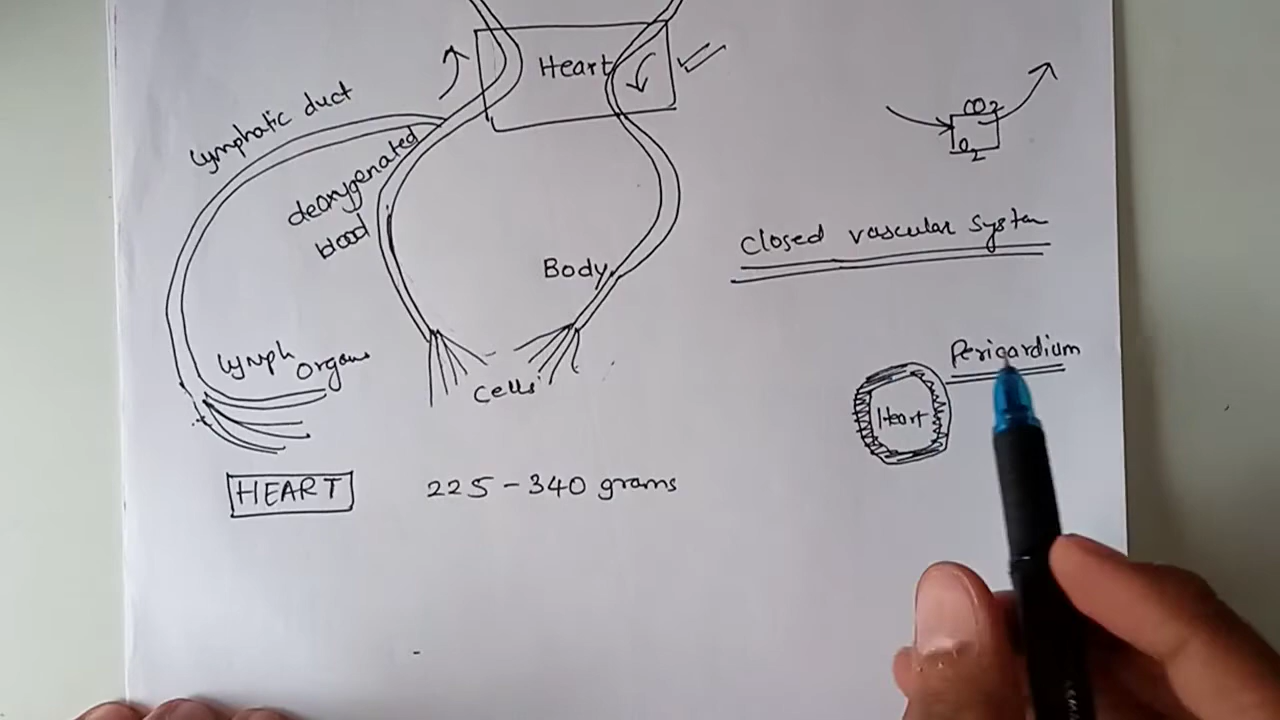 Heart
Lymphatic duct
deoxygenated
blood
CO2
O2
Closed vascular system
Body
Pericardium
Lymph organs
Cells
Heart
HEART
225 - 340 grams